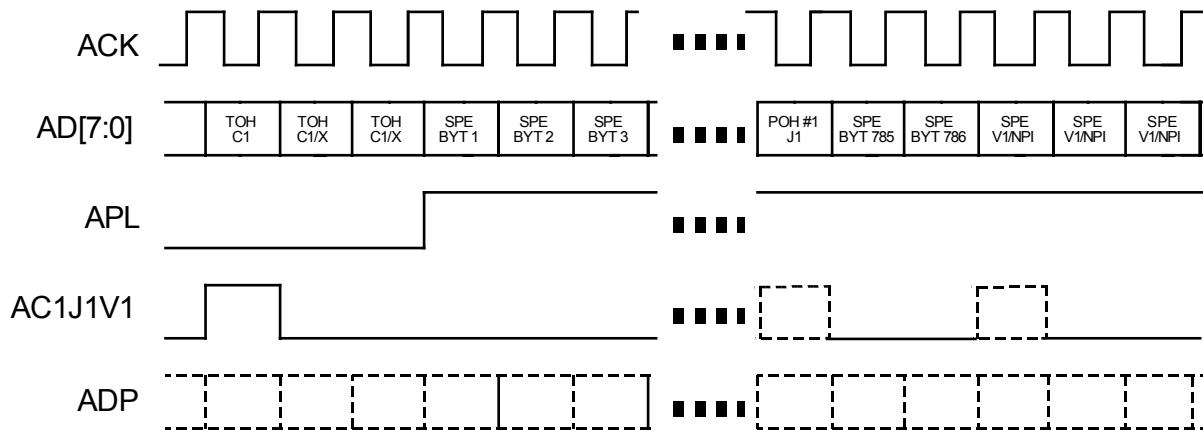 ACK
AD[7:0]
TOH
C1
TOH
C1/X
TOH
C1/X
SPE
BYT 1
SPE
BYT 2
SPE
BYT 3
POH #1
J1
SPE
BYT 785
SPE
BYT 786
SPE
V1/NPI
SPE
V1/NPI
SPE
V1/NPI
APL
AC1J1V1
ADP